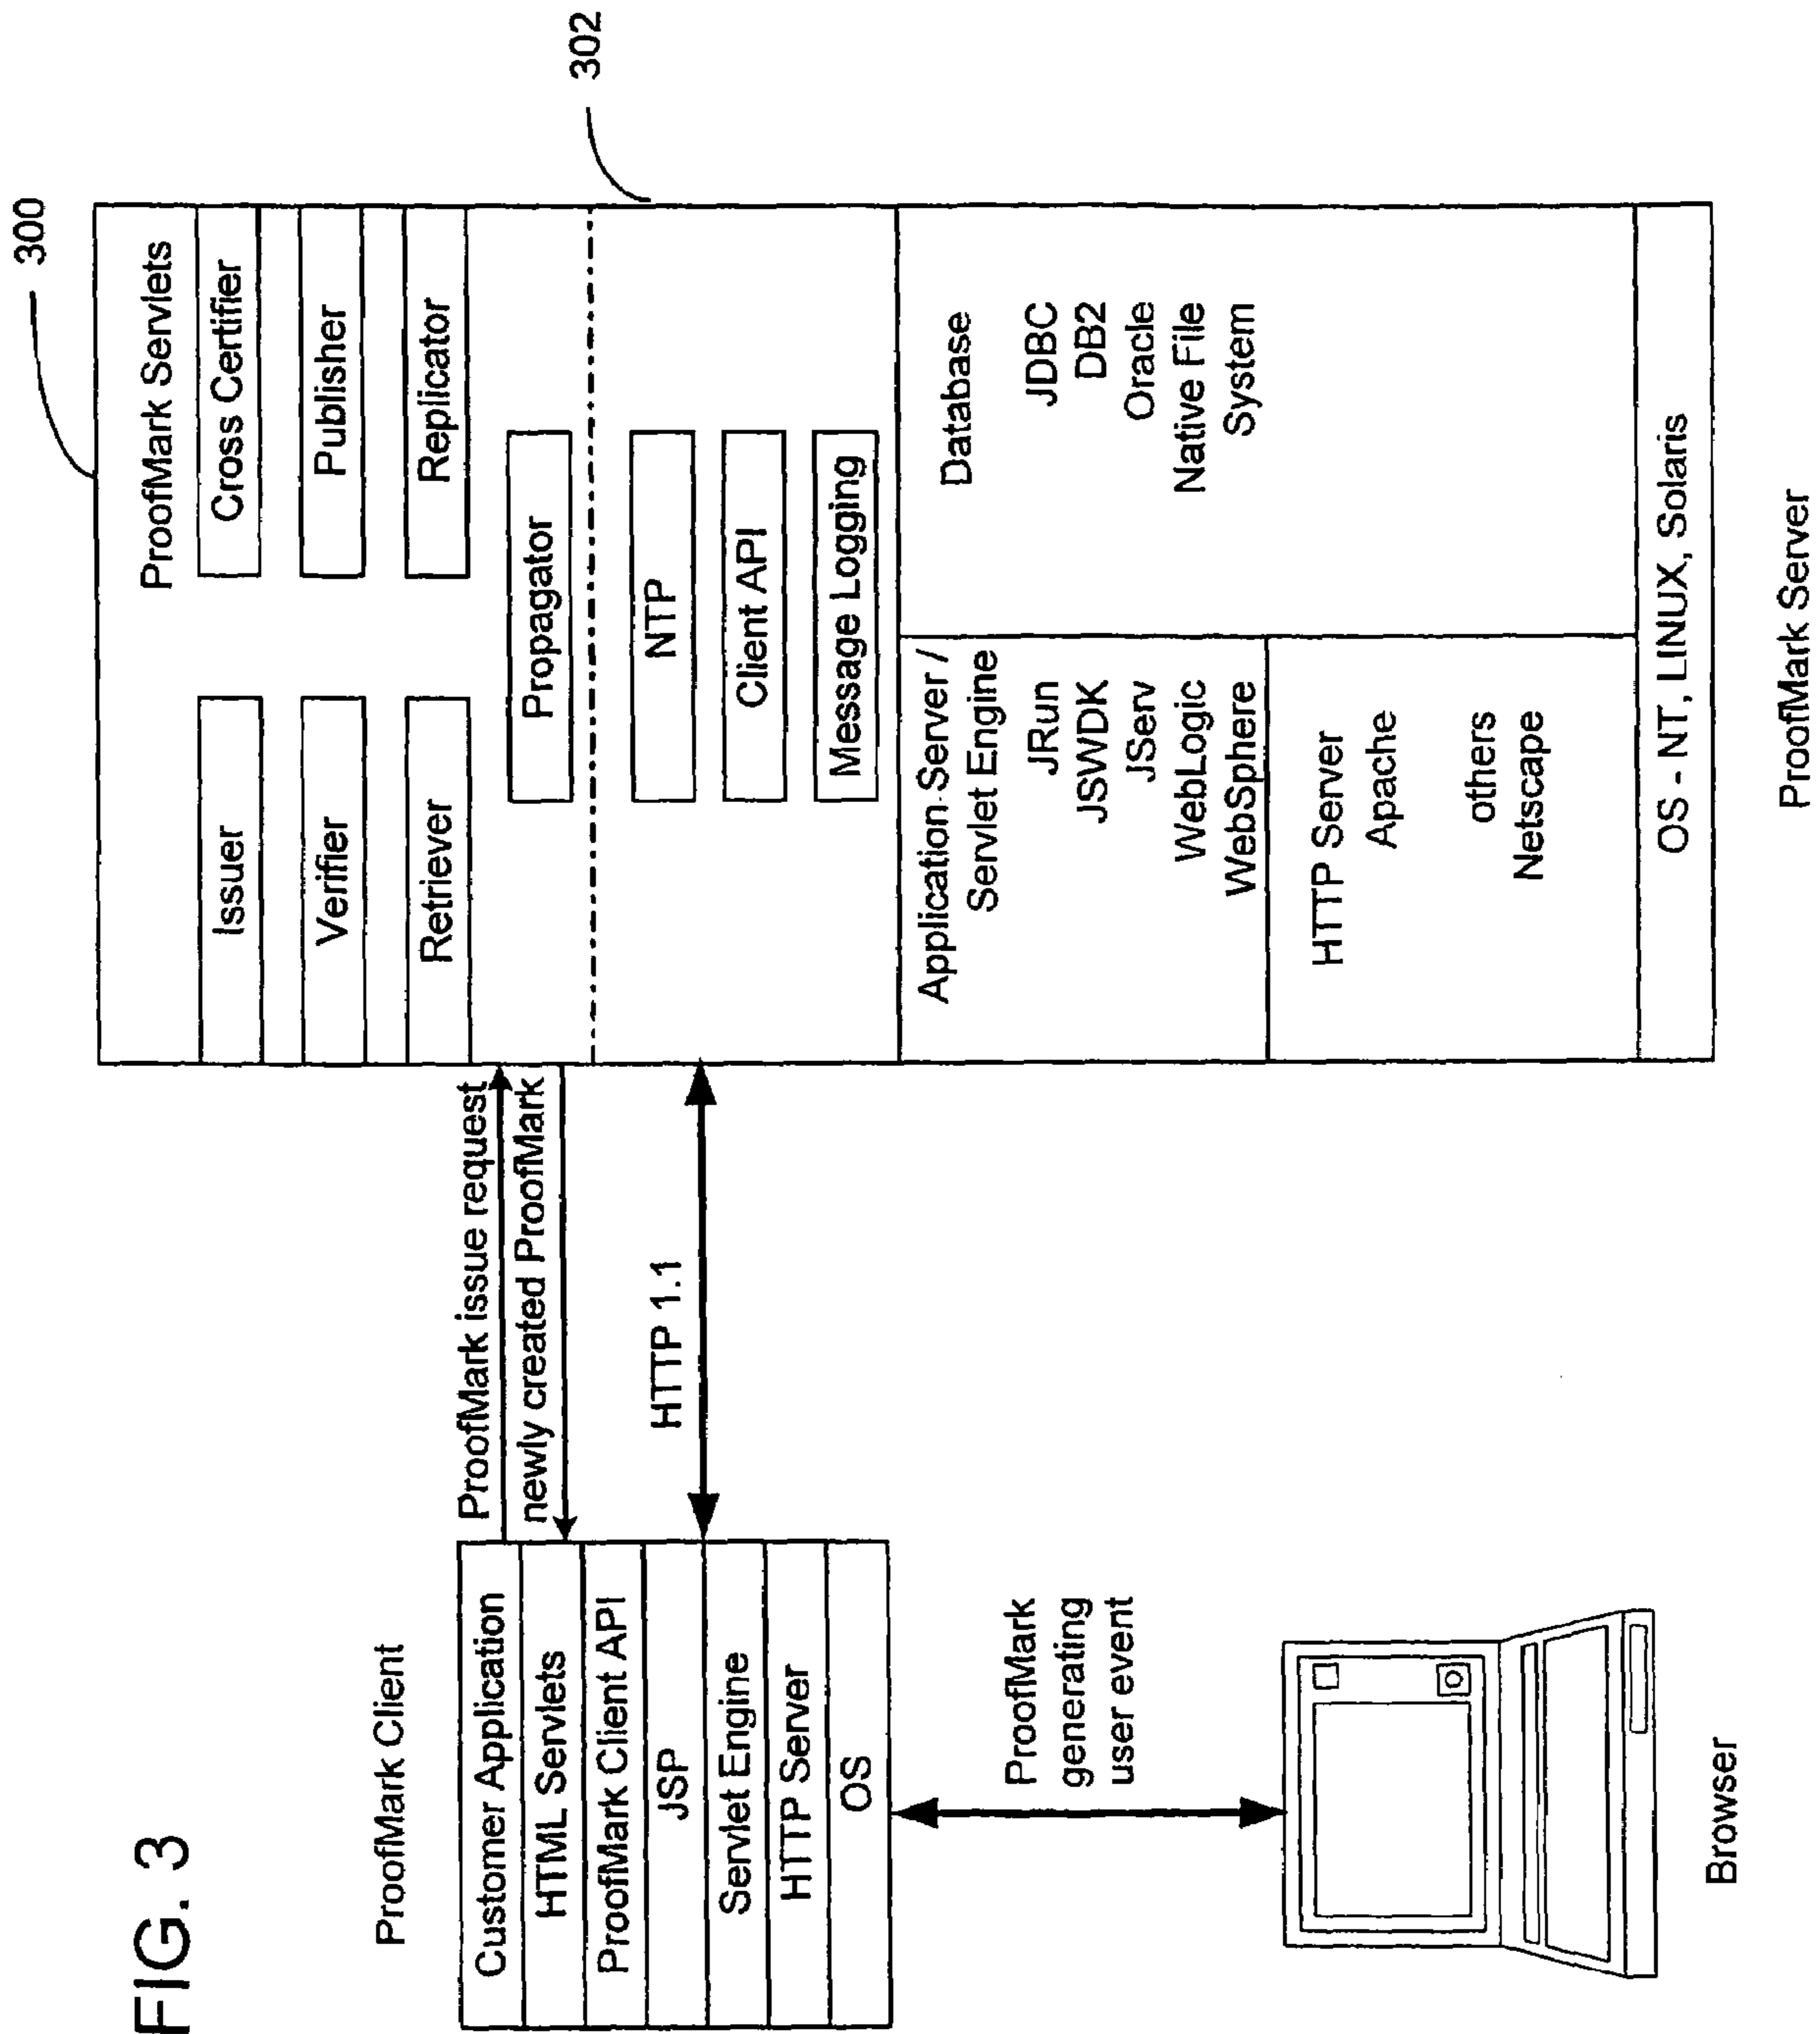 FIG. 3
ProofMark Client
Customer Application
HTML Servlets
ProofMark Client API
JSP
Servlet Engine
HTTP Server
OS
ProofMark
generating
user event
Browser
ProofMark issue request
newly created ProofMark
HTTP 1.1
300
302
ProofMark Servlets
Issuer
Cross Certifier
Verifier
Publisher
Retriever
Replicator
Propagator
NTP
Client API
Message Logging
Application Server /
Servlet Engine
JRun
JSWDK
JServ
WebLogic
WebSphere
HTTP Server
Apache
others
Netscape
Database
JDBC
DB2
Oracle
Native File
System
OS - NT, LINUX, Solaris
ProofMark Server